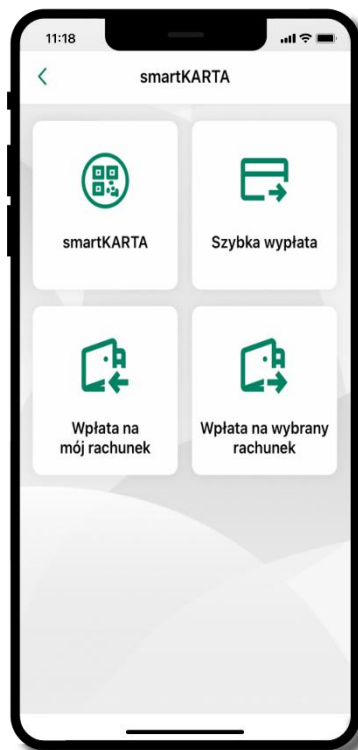 11:18
smartKARTA
smartKARTA
Szybka wypłata
Wpłata na
mój rachunek
Wpłata na wybrany
rachunek